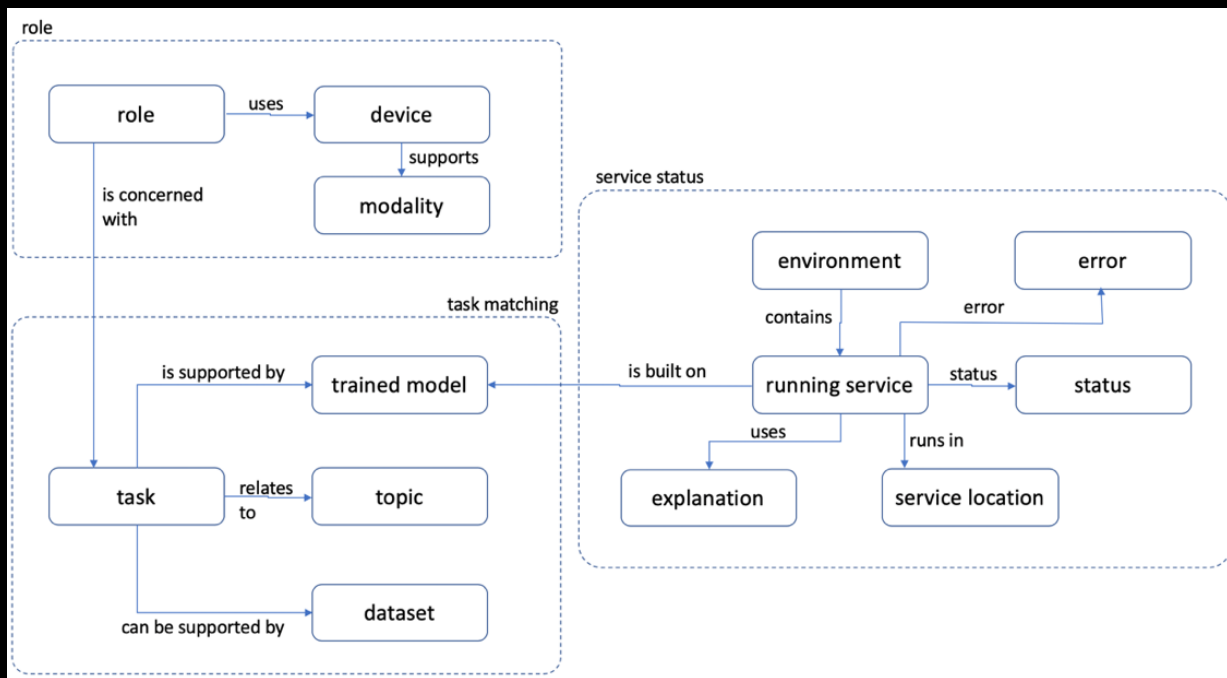 role
role
uses
device
supports
is concerned
with
modality
service status
environment
error
task matching
contains
error
is supported by
trained model
is built on
running service
status
status
uses
runs in
task
relates
to
topic
explanation
service location
dataset
can be supported by